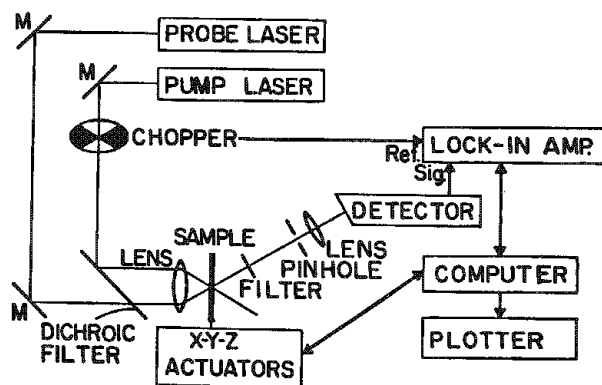 M
PROBE LASER
M
PUMP LASER
CHOPPER
Ref.
LOCK-IN AMP.
Sig.
SAMPLE
DETECTOR
LENS
LENS
PINHOLE
FILTER
COMPUTER
M
DICHROIC
FILTER
X-Y-Z
ACTUATORS
PLOTTER